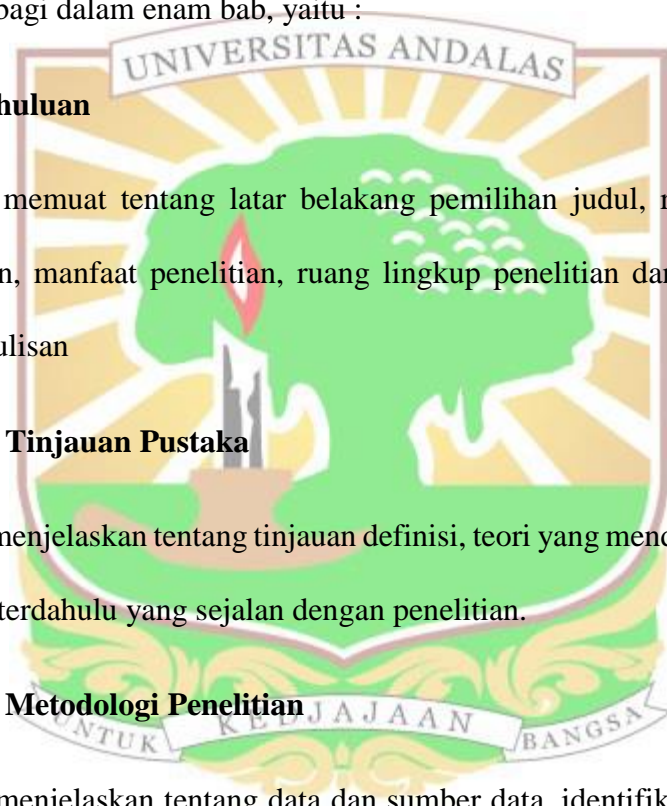 bagi dalam enam bab, yaitu :
UNIVERSITAS ANDALAS
huluan
memuat tentang latar belakang pemilihan judul,
n, manfaat penelitian, ruang lingkup penelitian dan
ulisan
Tinjauan Pustaka
menjelaskan tentang tinjauan definisi, teori yang
terdahulu yang sejalan dengan penelitian.
Metodologi Penelitian
UNTUK KEDJAJAAN BANGSA
menjelaskan tentang data dan sumber data, identifik